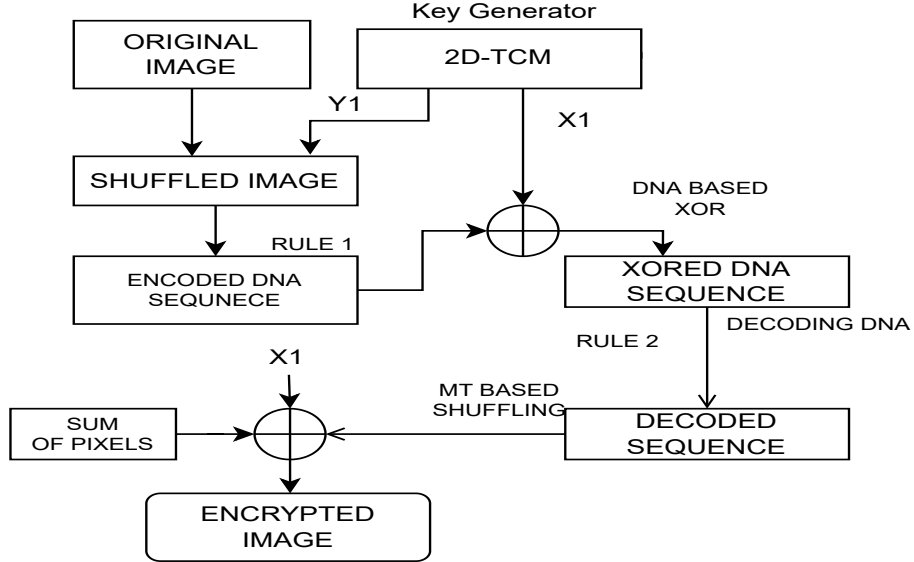 Key Generator
ORIGINAL
IMAGE
2D-TCM
Y1
X1
SHUFFLED IMAGE
DNA BASED
XOR
RULE 1
ENCODED DNA
SEQUNECE
XORED DNA
SEQUENCE
DECODING DNA
RULE 2
X1
MT BASED
SHUFFLING
SUM
OF PIXELS
DECODED
SEQUENCE
ENCRYPTED
IMAGE